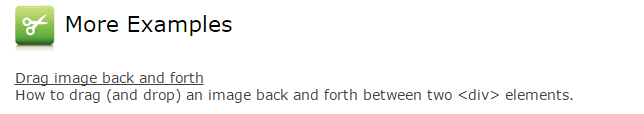 More Examples
Drag image back and forth
How to drag (and drop) an image back and forth between two <div> elements.